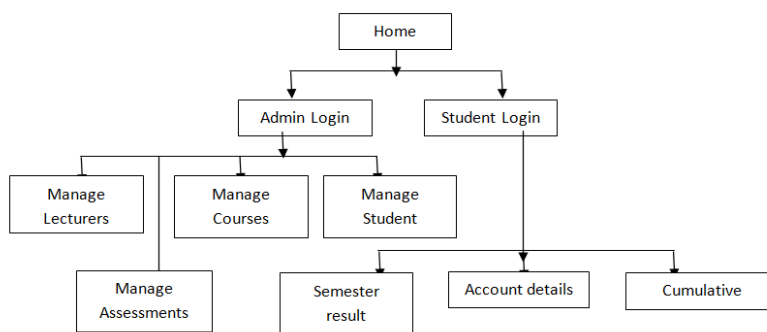 Home
Admin Login
Student Login
Manage
Lecturers
Manage
Courses
Manage
Student
Manage
Assessments
Semester
result
Account details
Cumulative